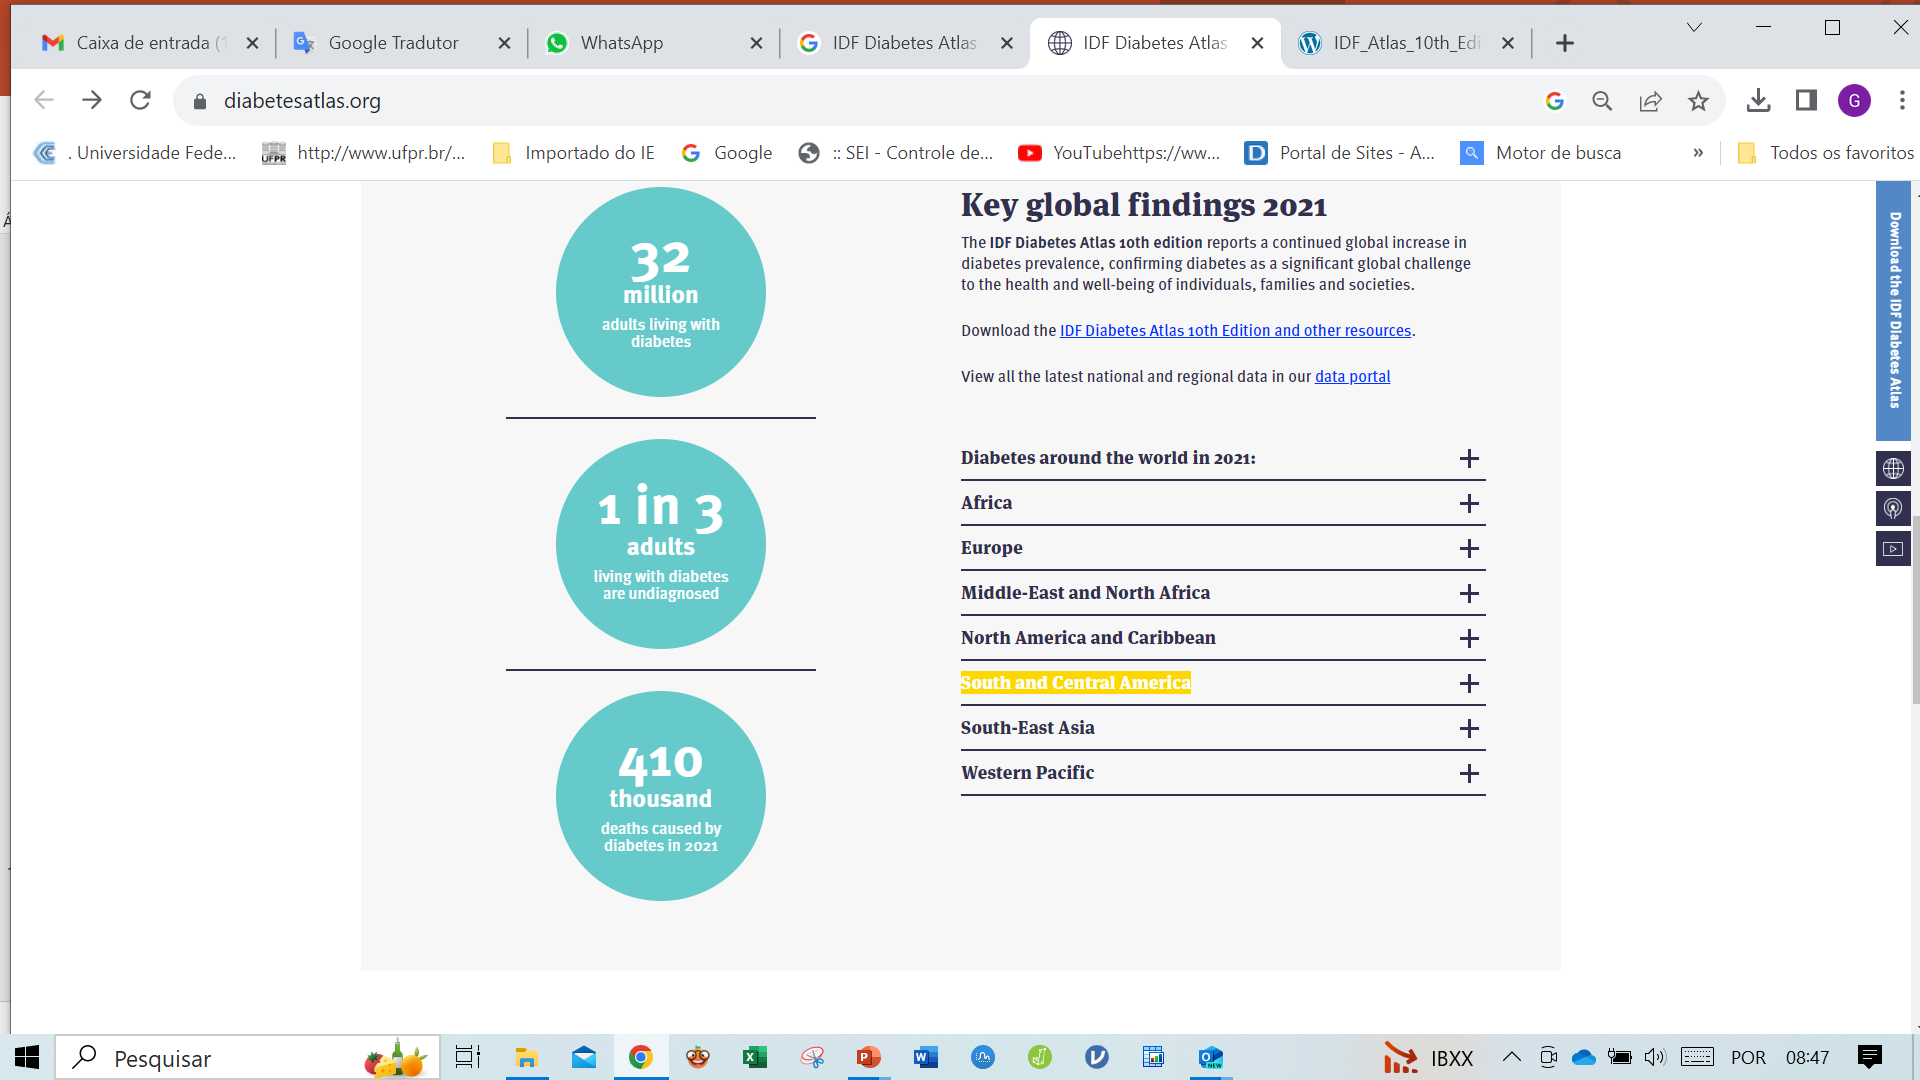 Caixa de entrada (1
Google Tradutor
WhatsApp
IDF Diabetes Atlas
IDF Diabetes Atlas
IDF_Atlas_10th_Edi
diabetesatlas.org
G
. Universidade Fede...
UFPR
http://www.ufpr.br/...
Importado do IE
Google
:: SEI - Controle de...
YouTubehttps://ww...
Portal de Sites - A...
Motor de busca
»
Todos os favoritos
32
million
adults living with
diabetes
1 in 3
adults
living with diabetes
are undiagnosed
410
thousand
deaths caused by
diabetes in 2021
Key global findings 2021
The IDF Diabetes Atlas 10th edition reports a continued global increase in
diabetes prevalence, confirming diabetes as a significant global challenge
to the health and well-being of individuals, families and societies.
Download the IDF Diabetes Atlas 10th Edition and other resources.
View all the latest national and regional data in our data portal
Diabetes around the world in 2021:
Africa
Europe
Middle-East and North Africa
North America and Caribbean
South and Central America
South-East Asia
Western Pacific
Download the IDF Diabetes Atlas
Pesquisar
IBXX
POR
08:47